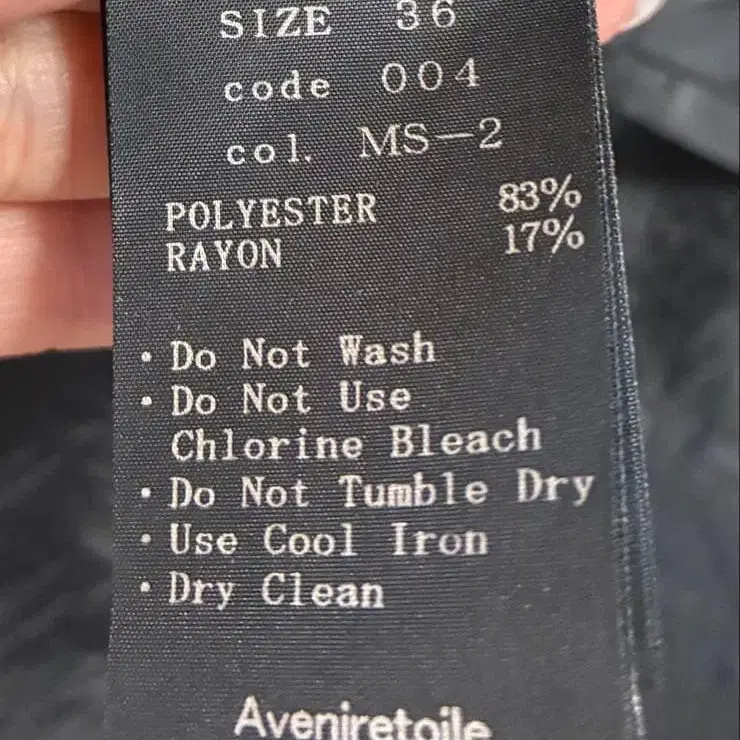 SIZE 36
code 004
col. MS-2
POLYESTER 83%
RAYON 17%
・Do Not Wash
・Do Not Use
Chlorine Bleach
・Do Not Tumble Dry
・Use Cool Iron
・Dry Clean
Aveniretoile